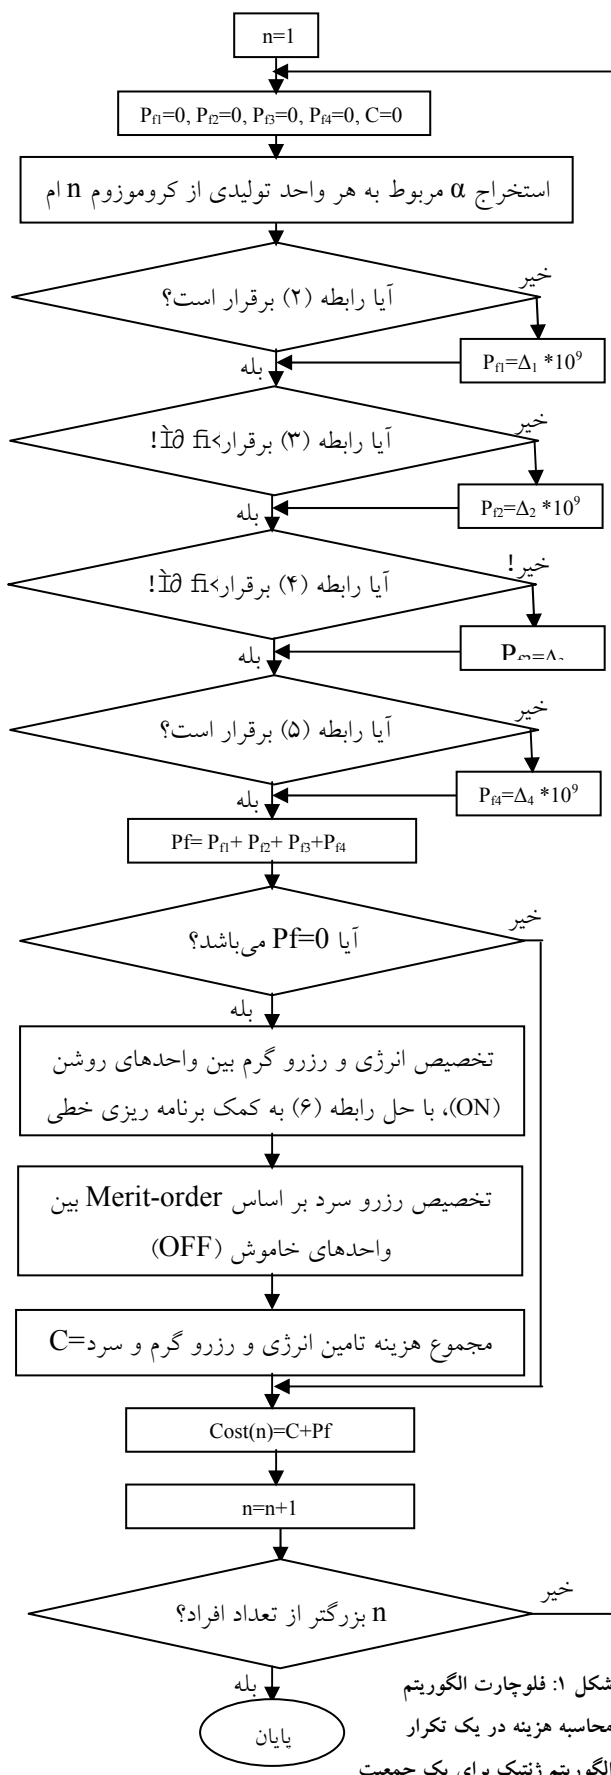 n=1
Pf1=0, Pf2=0, Pf3=0, Pf4=0, C=0
استخراج α مربوط به هر واحد تولیدی از کروموزوم n ام
آیا رابطه (۲) برقرار است؟
خیر
Pf1=Δ1 *10^9
بله
آیا رابطه (۳) برقرار
خیر
Pf2=Δ2 *10^9
بله
آیا رابطه (۴) برقرار
خیر!
بله
آیا رابطه (۵) برقرار است؟
خیر
Pf4=Δ4 *10^9
بله
Pf= Pf1+ Pf2+ Pf3+Pf4
آیا Pf=0 می‌باشد؟
خیر
بله
تخصیص انرژی و رزرو گرم بین واحدهای روشن
(ON)، با حل رابطه (۶) به کمک برنامه ریزی خطی
تخصیص رزرو سرد بر اساس Merit-order بین
واحدهای خاموش (OFF)
مجموع هزینه تامین انرژی و رزرو گرم و سرد=C
Cost(n)=C+Pf
n=n+1
n بزرگتر از تعداد افراد؟
خیر
بله
پایان
شکل ۱: فلوچارت الگوریتم
محاسبه هزینه در یک تکرار
الگوریتم ژنتیک برای یک جمعیت